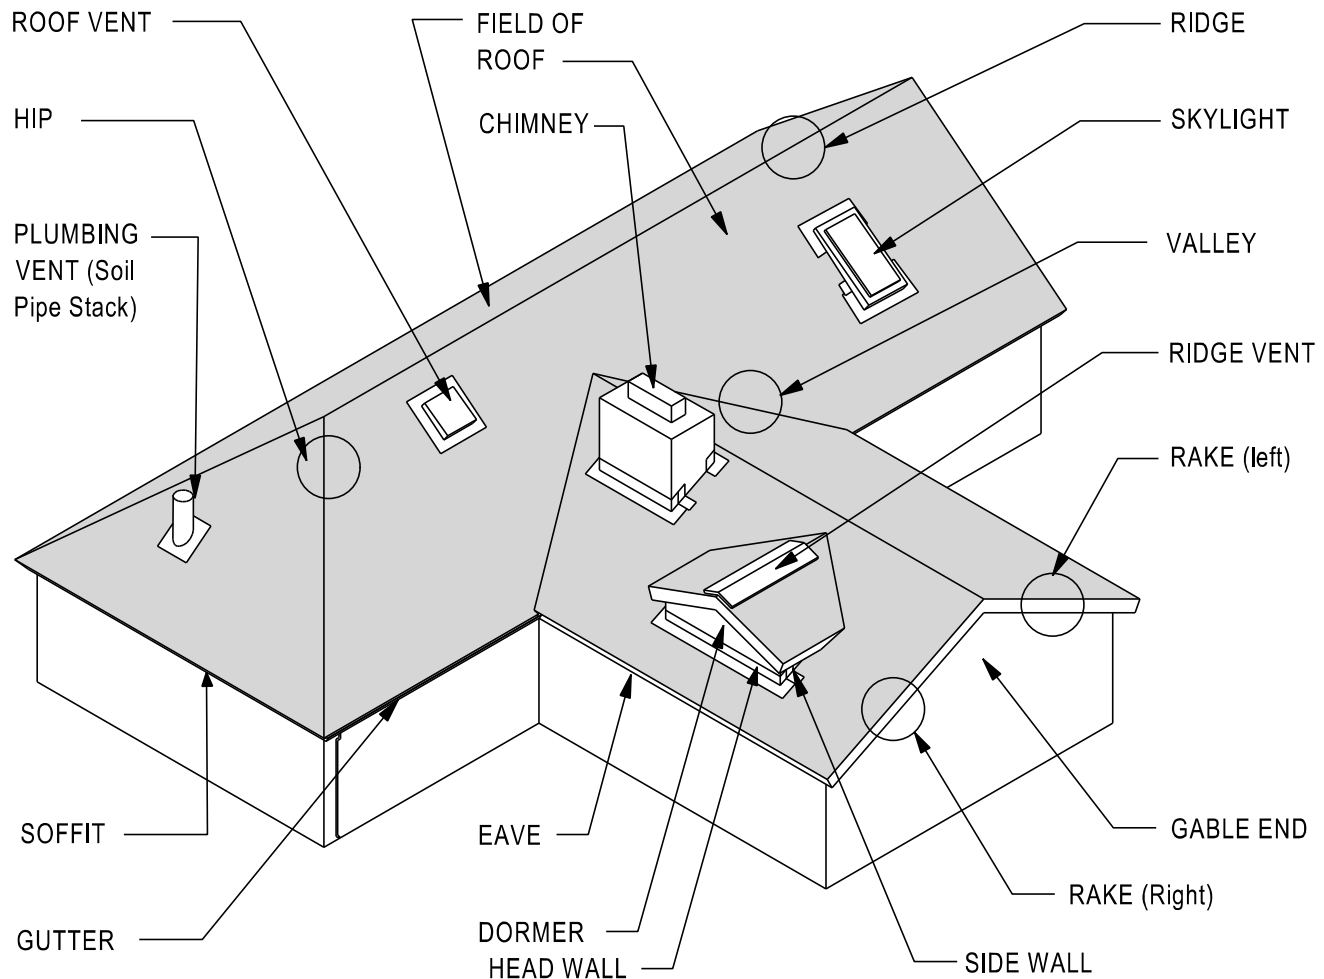 ROOF VENT
HIP
PLUMBING
VENT (Soil
Pipe Stack)
SOFFIT
GUTTER
FIELD OF
ROOF
CHIMNEY
EAVE
DORMER
HEAD WALL
RIDGE
SKYLIGHT
VALLEY
RIDGE VENT
RAKE (left)
GABLE END
RAKE (Right)
SIDE WALL